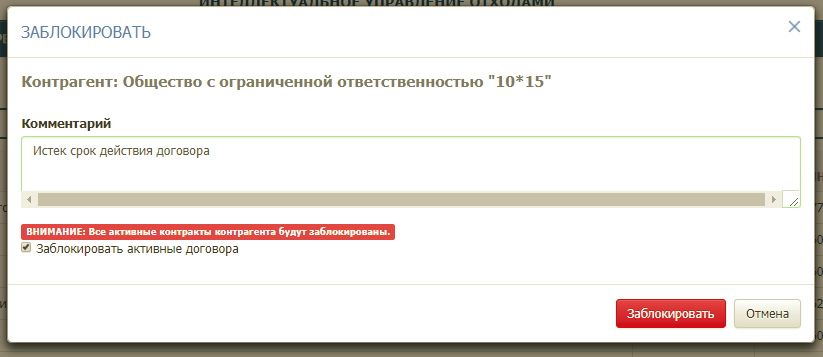 ИНТЕЛЛЕКТУАЛЬНОЕ УПРАВЛЕНИЕ ОТХОДАМИ
ЗАБЛОКИРОВАТЬ
Контрагент: Общество с ограниченной ответственностью "10*15"
Комментарий
Истек срок действия договора
ВНИМАНИЕ: Все активные контракты контрагента будут заблокированы.
Заблокировать активные договора
Заблокировать
Отмена